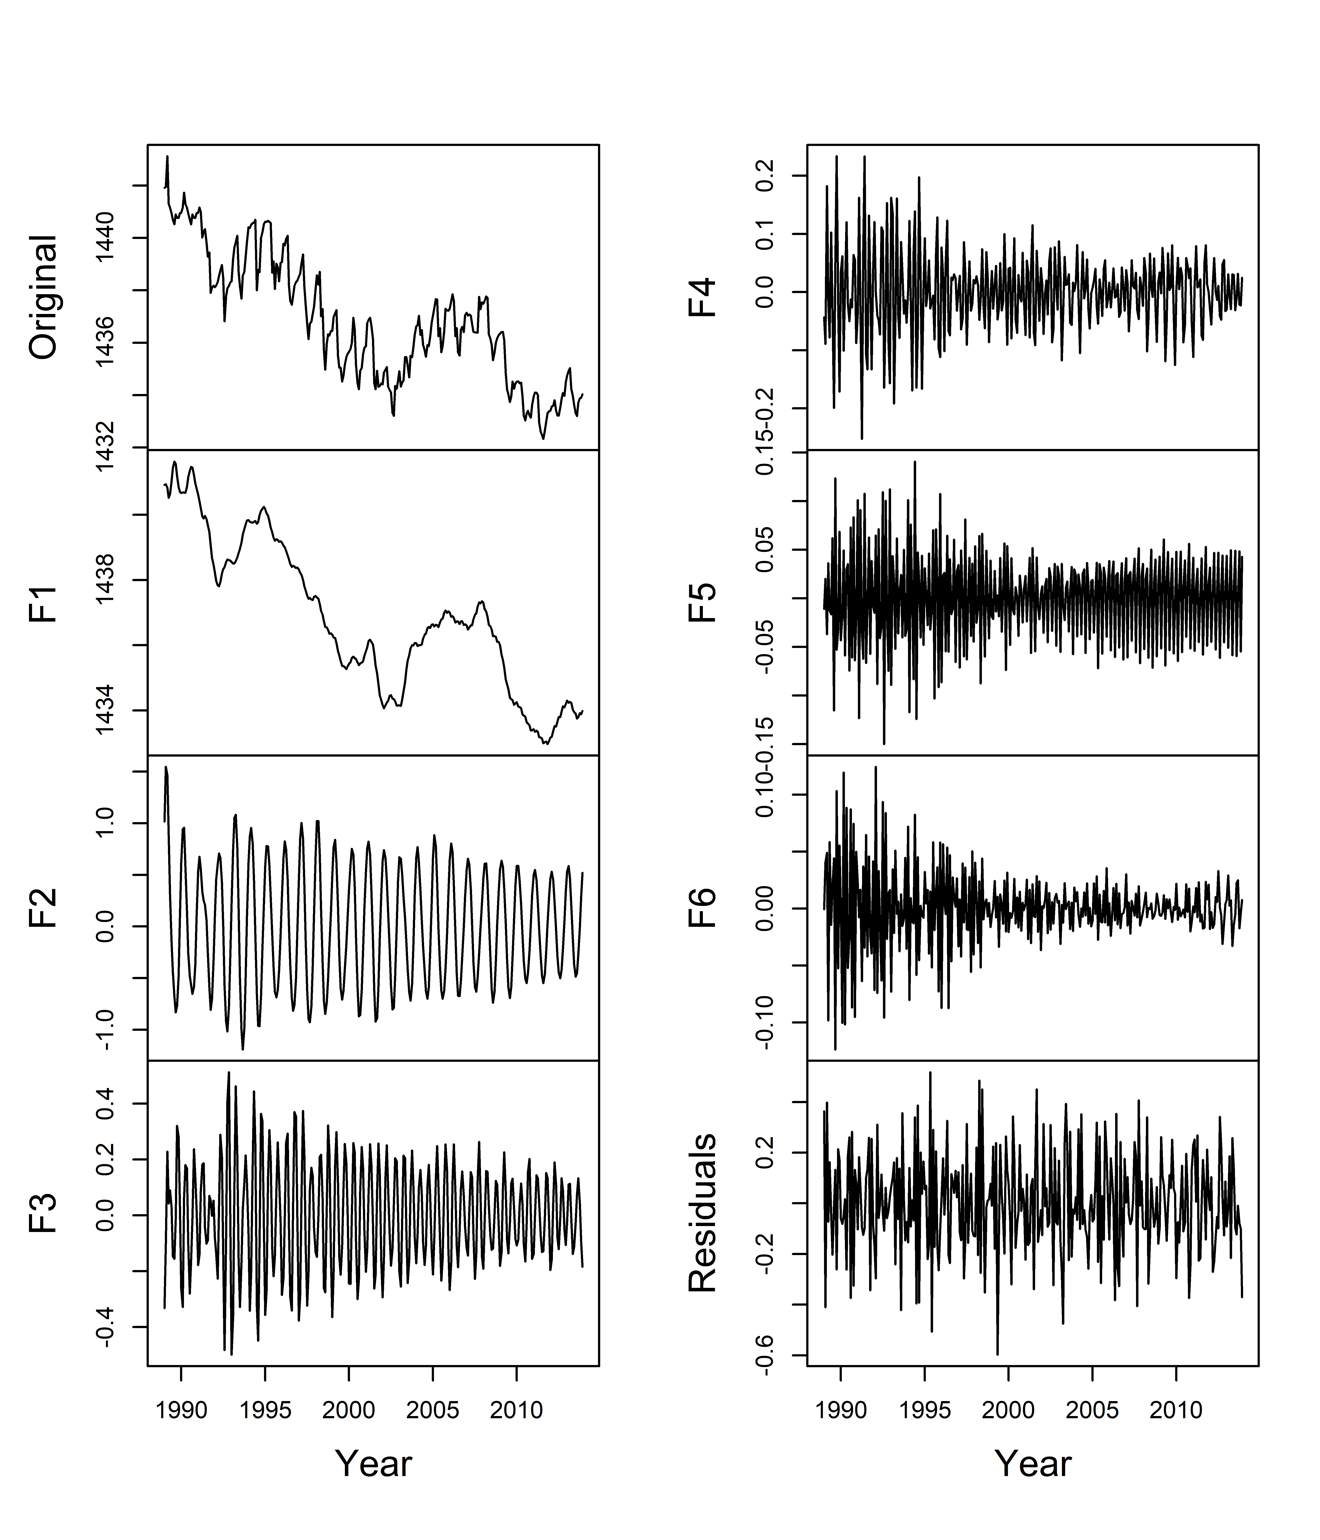 Original
1432 1436 1440
F1
1434 1438
F2
-1.0 0.0 1.0
F3
-0.4 0.0 0.2 0.4
1990 1995 2000 2005 2010
Year
F4
-0.2 0.0 0.1 0.2
F5
-0.15 -0.05 0.05 0.15
F6
-0.10 0.00 0.10
Residuals
-0.6 -0.2 0.2
1990 1995 2000 2005 2010
Year